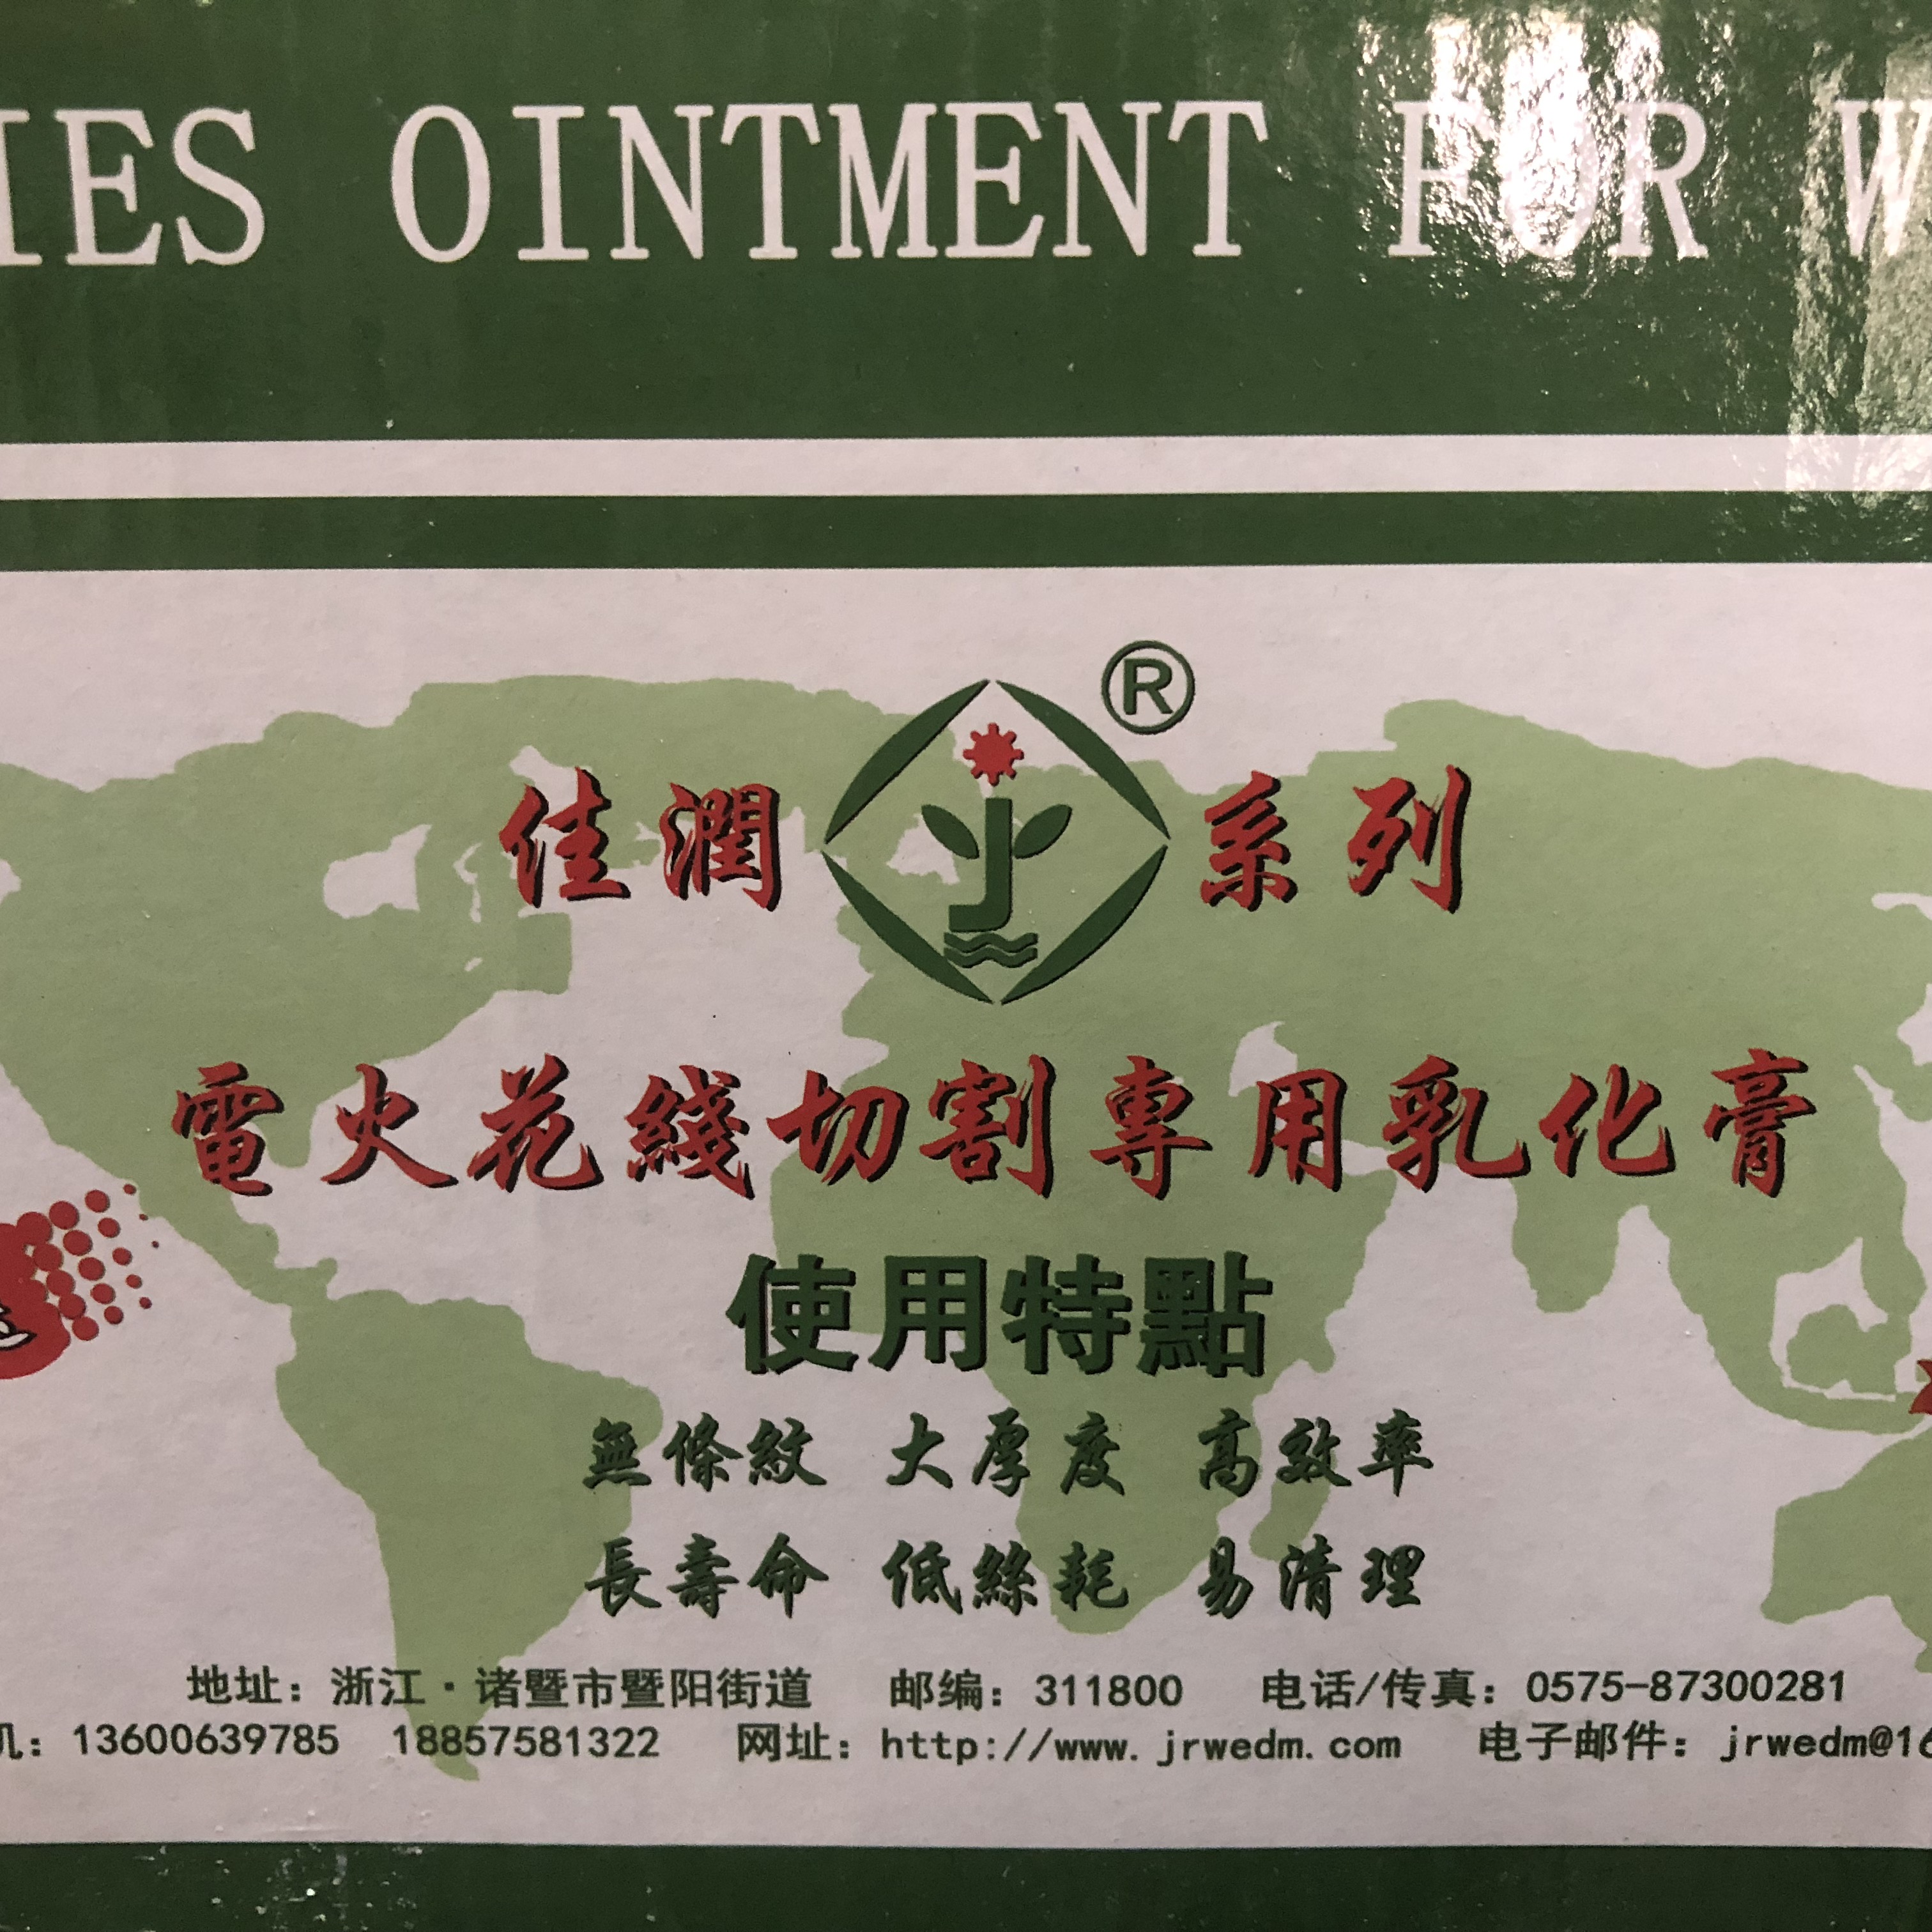 IES OINTMENT FOR W
®
佳潤 系列
電火花綫切割專用乳化膏
使用特點
無條紋 大厚度 高效率
長壽命 低絲耗 易清理
地址：浙江·诸暨市暨阳街道 邮编：311800 电话/传真：0575-87300281
机：13600639785 18857581322 网址：http://www.jrwedm.com 电子邮件：jrwedm@16